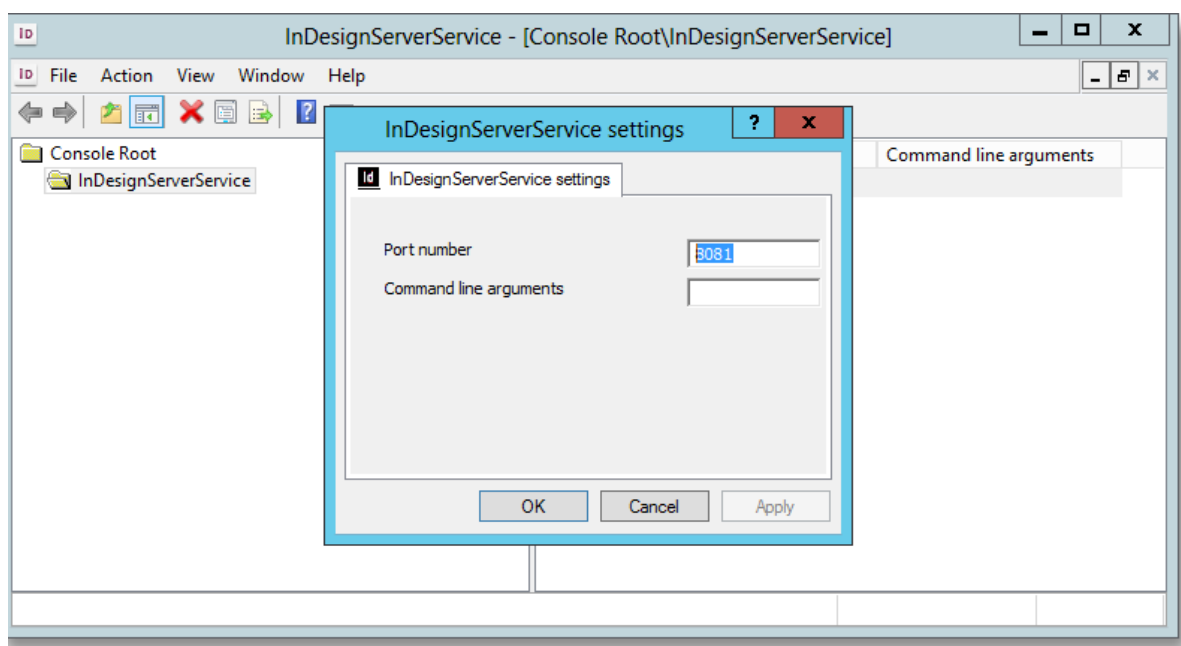 ID InDesignServerService - [Console Root\InDesignServerService]
ID File Action View Window Help
?
InDesignServerService settings ? x
Console Root
InDesignServerService
Command line arguments
Id InDesignServerService settings
Port number 8081
Command line arguments
OK Cancel Apply